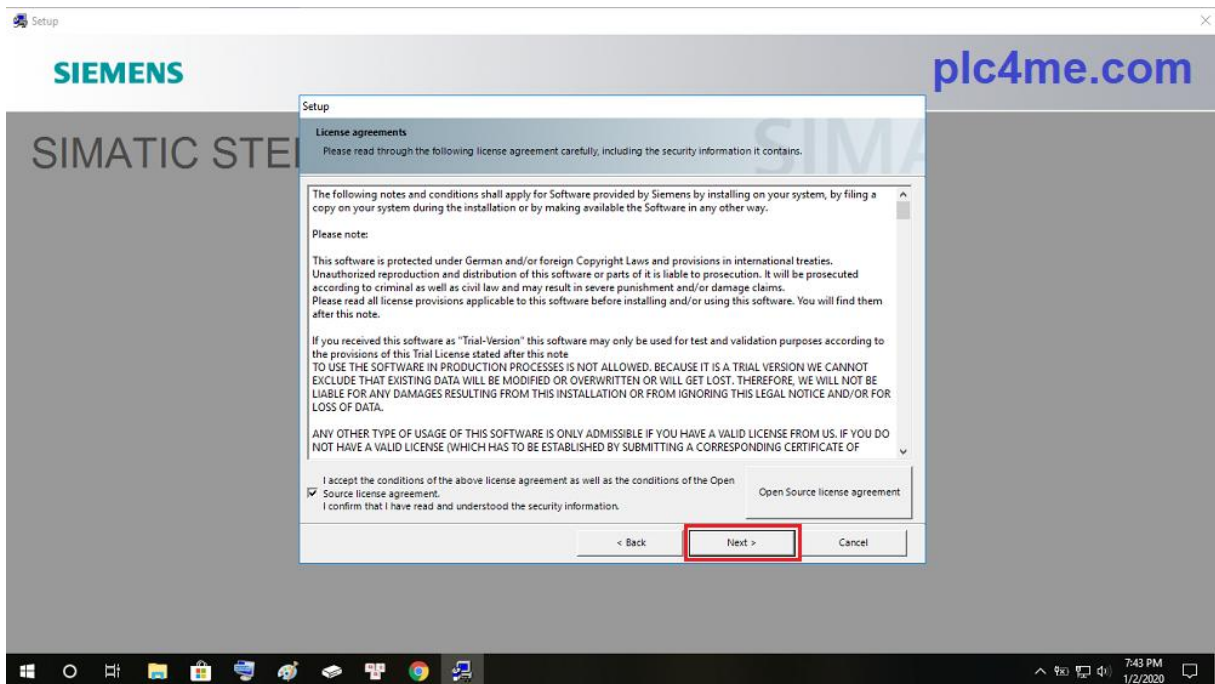 Setup
SIEMENS
plc4me.com
SIMATIC STE
Setup
License agreements
Please read through the following license agreement carefully, including the security information it contains.
SIMA
The following notes and conditions shall apply for Software provided by Siemens by installing on your system, by filing a
copy on your system during the installation or by making available the Software in any other way.
Please note:
This software is protected under German and/or foreign Copyright Laws and provisions in international treaties.
Unauthorized reproduction and distribution of this software or parts of it is liable to prosecution. It will be prosecuted
according to criminal as well as civil law and may result in severe punishment and/or damage claims.
Please read all license provisions applicable to this software before installing and/or using this software. You will find them
after this note.
If you received this software as "Trial-Version" this software may only be used for test and validation purposes according to
the provisions of this Trial License stated after this note
TO USE THE SOFTWARE IN PRODUCTION PROCESSES IS NOT ALLOWED. BECAUSE IT IS A TRIAL VERSION WE CANNOT
EXCLUDE THAT EXISTING DATA WILL BE MODIFIED OR OVERWRITTEN OR WILL GET LOST. THEREFORE, WE WILL NOT BE
LIABLE FOR ANY DAMAGES RESULTING FROM THIS INSTALLATION OR FROM IGNORING THIS LEGAL NOTICE AND/OR FOR
LOSS OF DATA.
ANY OTHER TYPE OF USAGE OF THIS SOFTWARE IS ONLY ADMISSIBLE IF YOU HAVE A VALID LICENSE FROM US. IF YOU DO
NOT HAVE A VALID LICENSE (WHICH HAS TO BE ESTABLISHED BY SUBMITTING A CORRESPONDING CERTIFICATE OF
I accept the conditions of the above license agreement as well as the conditions of the Open
Source license agreement.
I confirm that I have read and understood the security information.
Open Source license agreement
< Back
Next >
Cancel
7:43 PM
1/2/2020